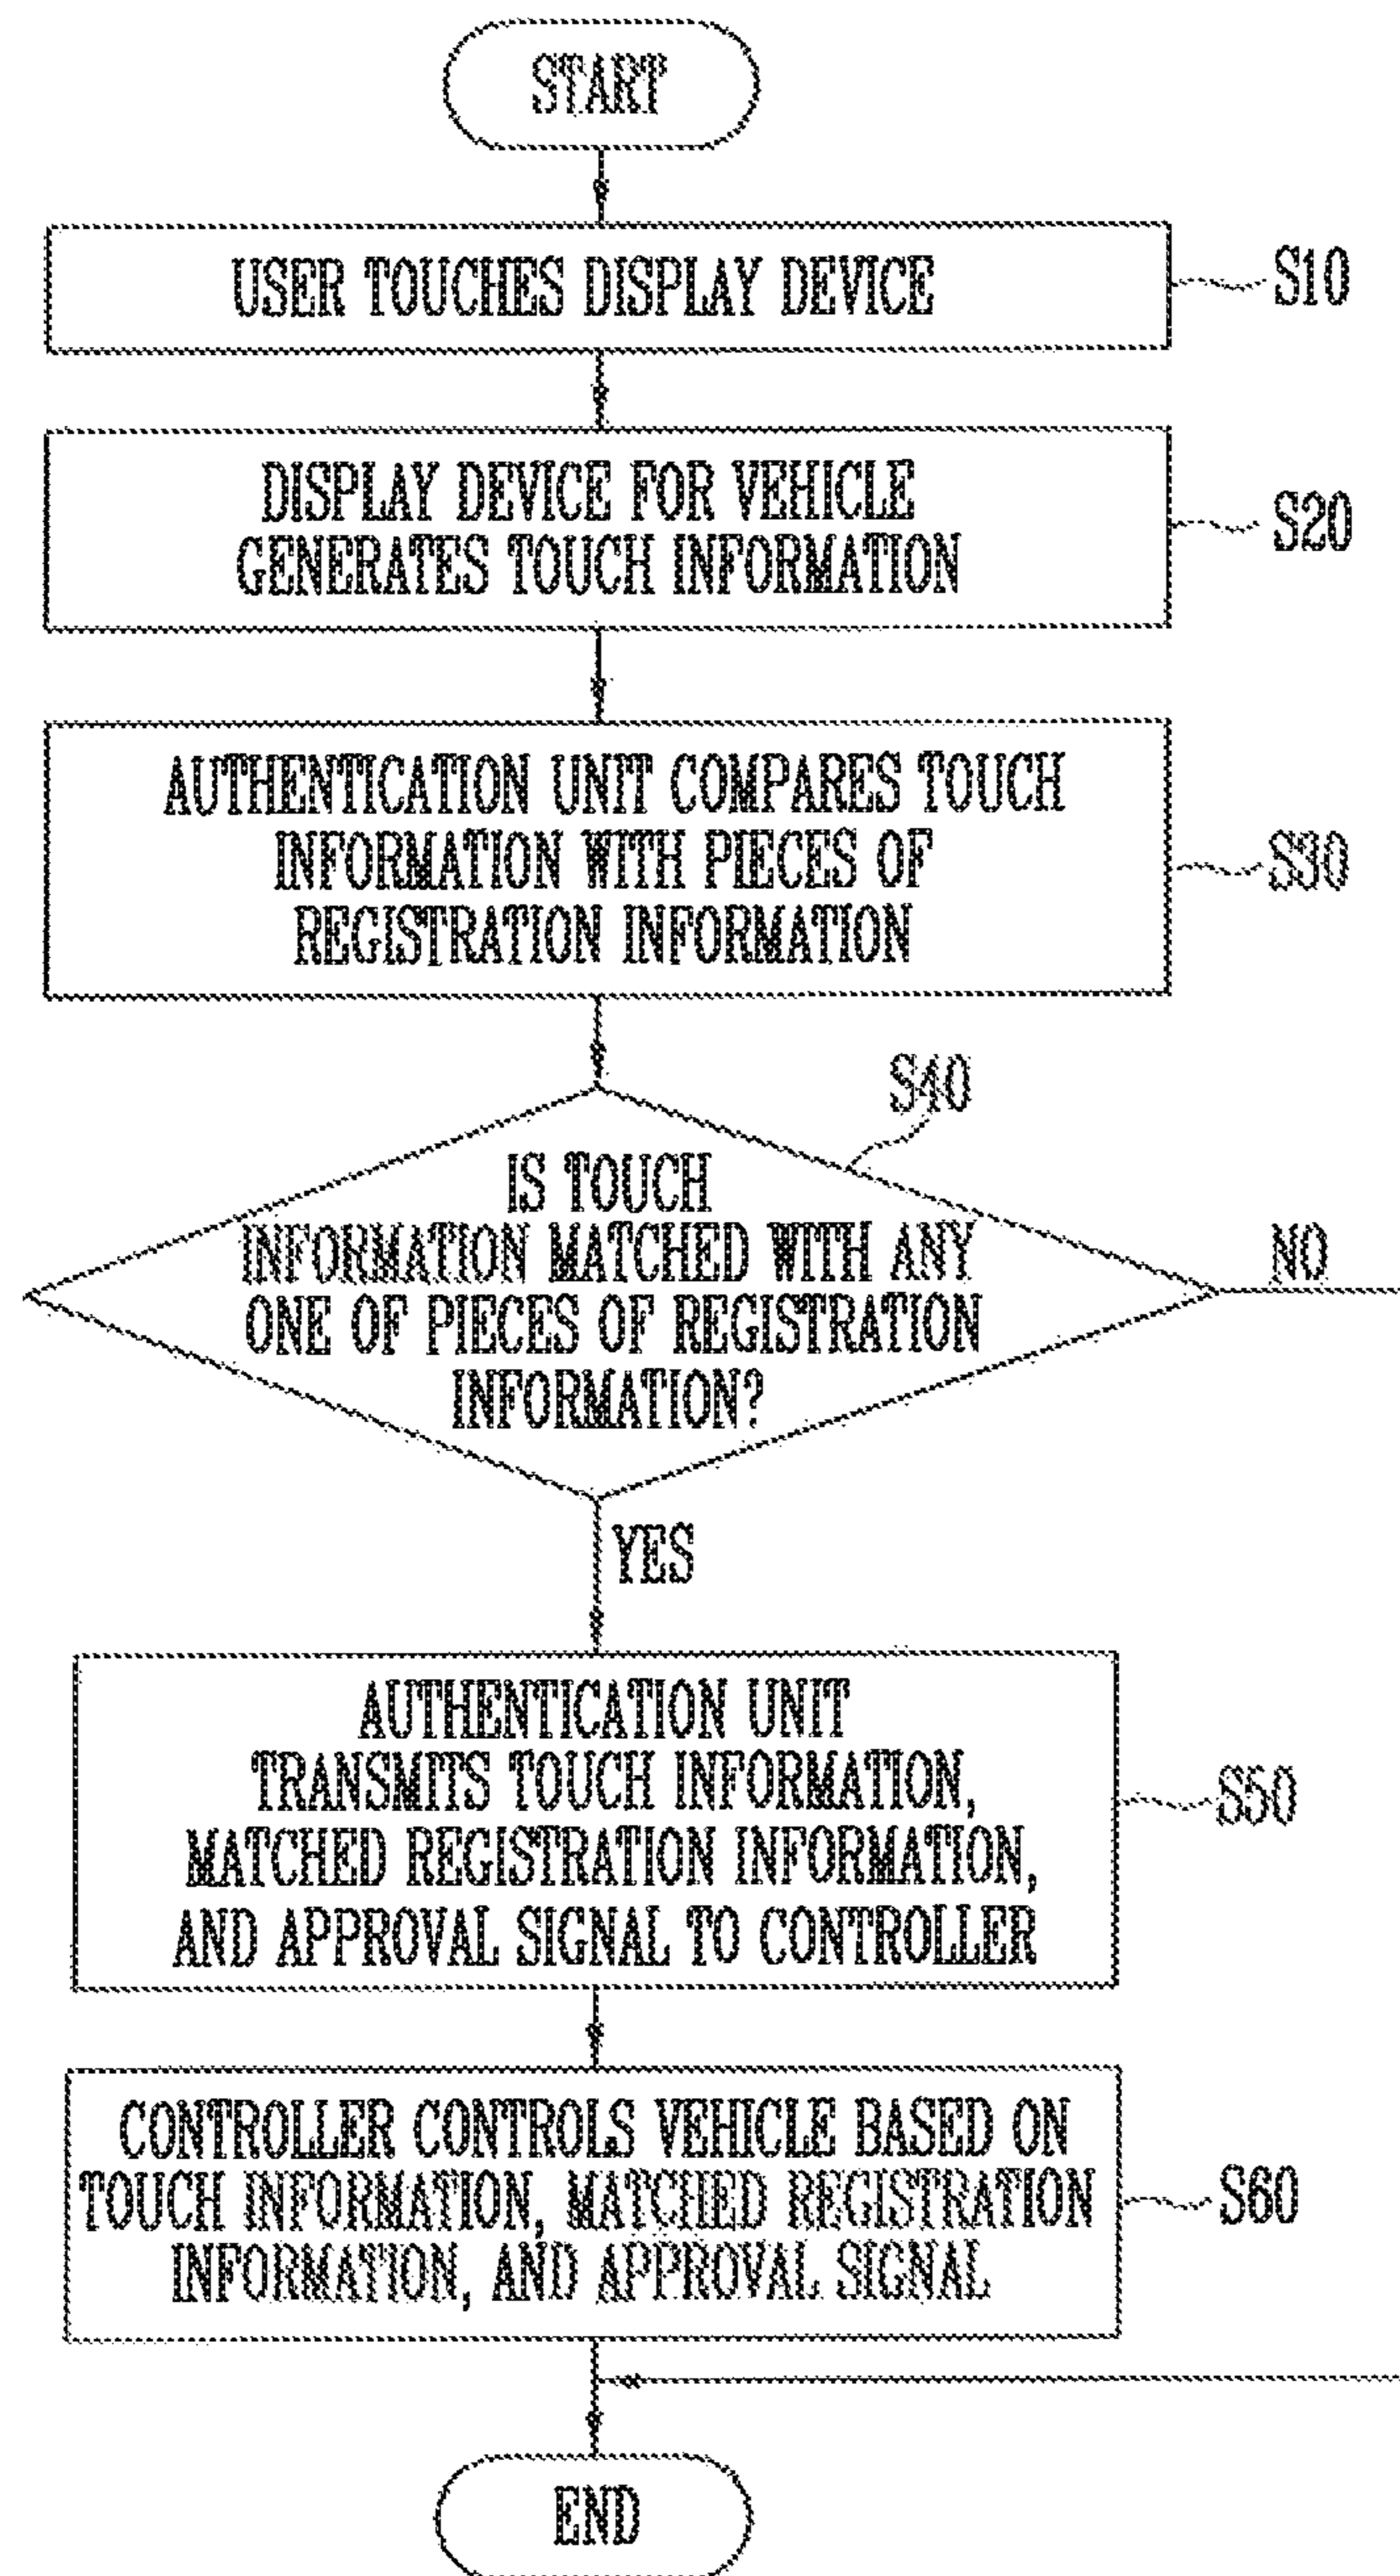 START
USER TOUCHES DISPLAY DEVICE
S10
DISPLAY DEVICE FOR VEHICLE
GENERATES TOUCH INFORMATION
S20
AUTHENTICATION UNIT COMPARES TOUCH
INFORMATION WITH PIECES OF
REGISTRATION INFORMATION
S30
S40
IS TOUCH
INFORMATION MATCHED WITH ANY
ONE OF PIECES OF REGISTRATION
INFORMATION?
NO
YES
AUTHENTICATION UNIT
TRANSMITS TOUCH INFORMATION,
MATCHED REGISTRATION INFORMATION,
AND APPROVAL SIGNAL TO CONTROLLER
S50
CONTROLLER CONTROLS VEHICLE BASED ON
TOUCH INFORMATION, MATCHED REGISTRATION
INFORMATION, AND APPROVAL SIGNAL
S60
END